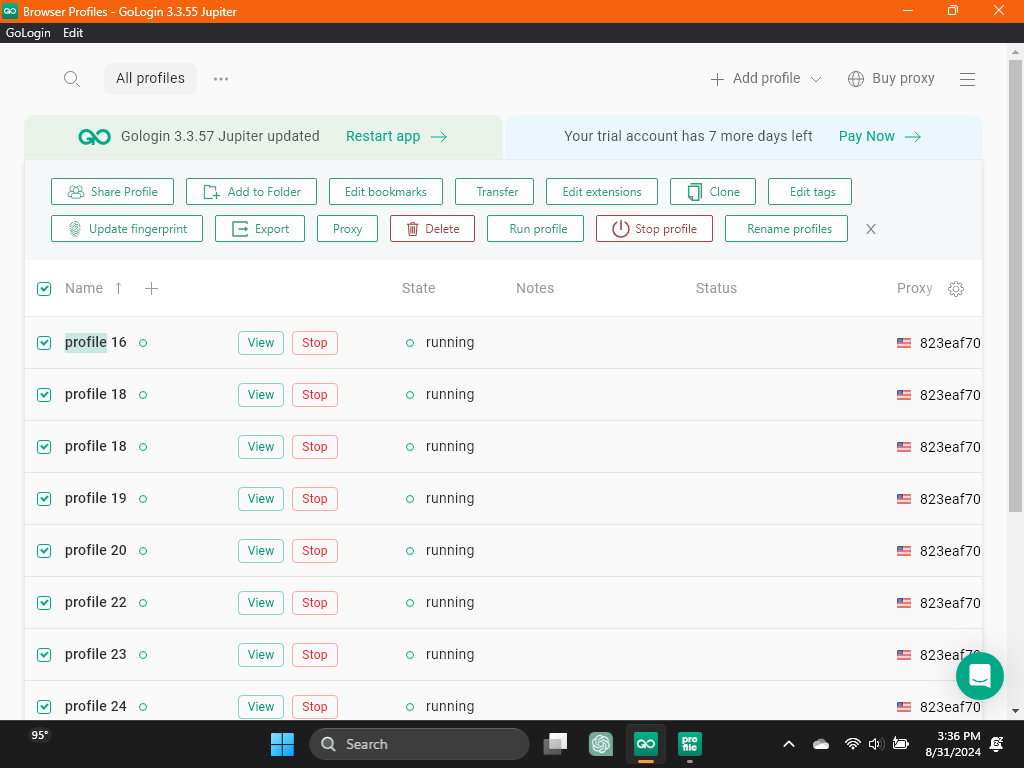 Browser Profiles - GoLogin 3.3.55 Jupiter
GoLogin Edit
All profiles ··· Add profile Buy proxy
Gologin 3.3.57 Jupiter updated Restart app Your trial account has 7 more days left Pay Now
Share Profile Add to Folder Edit bookmarks Transfer Edit extensions Clone Edit tags
Update fingerprint Export Proxy Delete Run profile Stop profile Rename profiles
Name State Notes Status Proxy
profile 16 View Stop running 823eaf70
profile 18 View Stop running 823eaf70
profile 18 View Stop running 823eaf70
profile 19 View Stop running 823eaf70
profile 20 View Stop running 823eaf70
profile 22 View Stop running 823eaf70
profile 23 View Stop running 823eaf70
profile 24 View Stop running 823eaf70
95° Search pro file 3:36 PM
8/31/2024